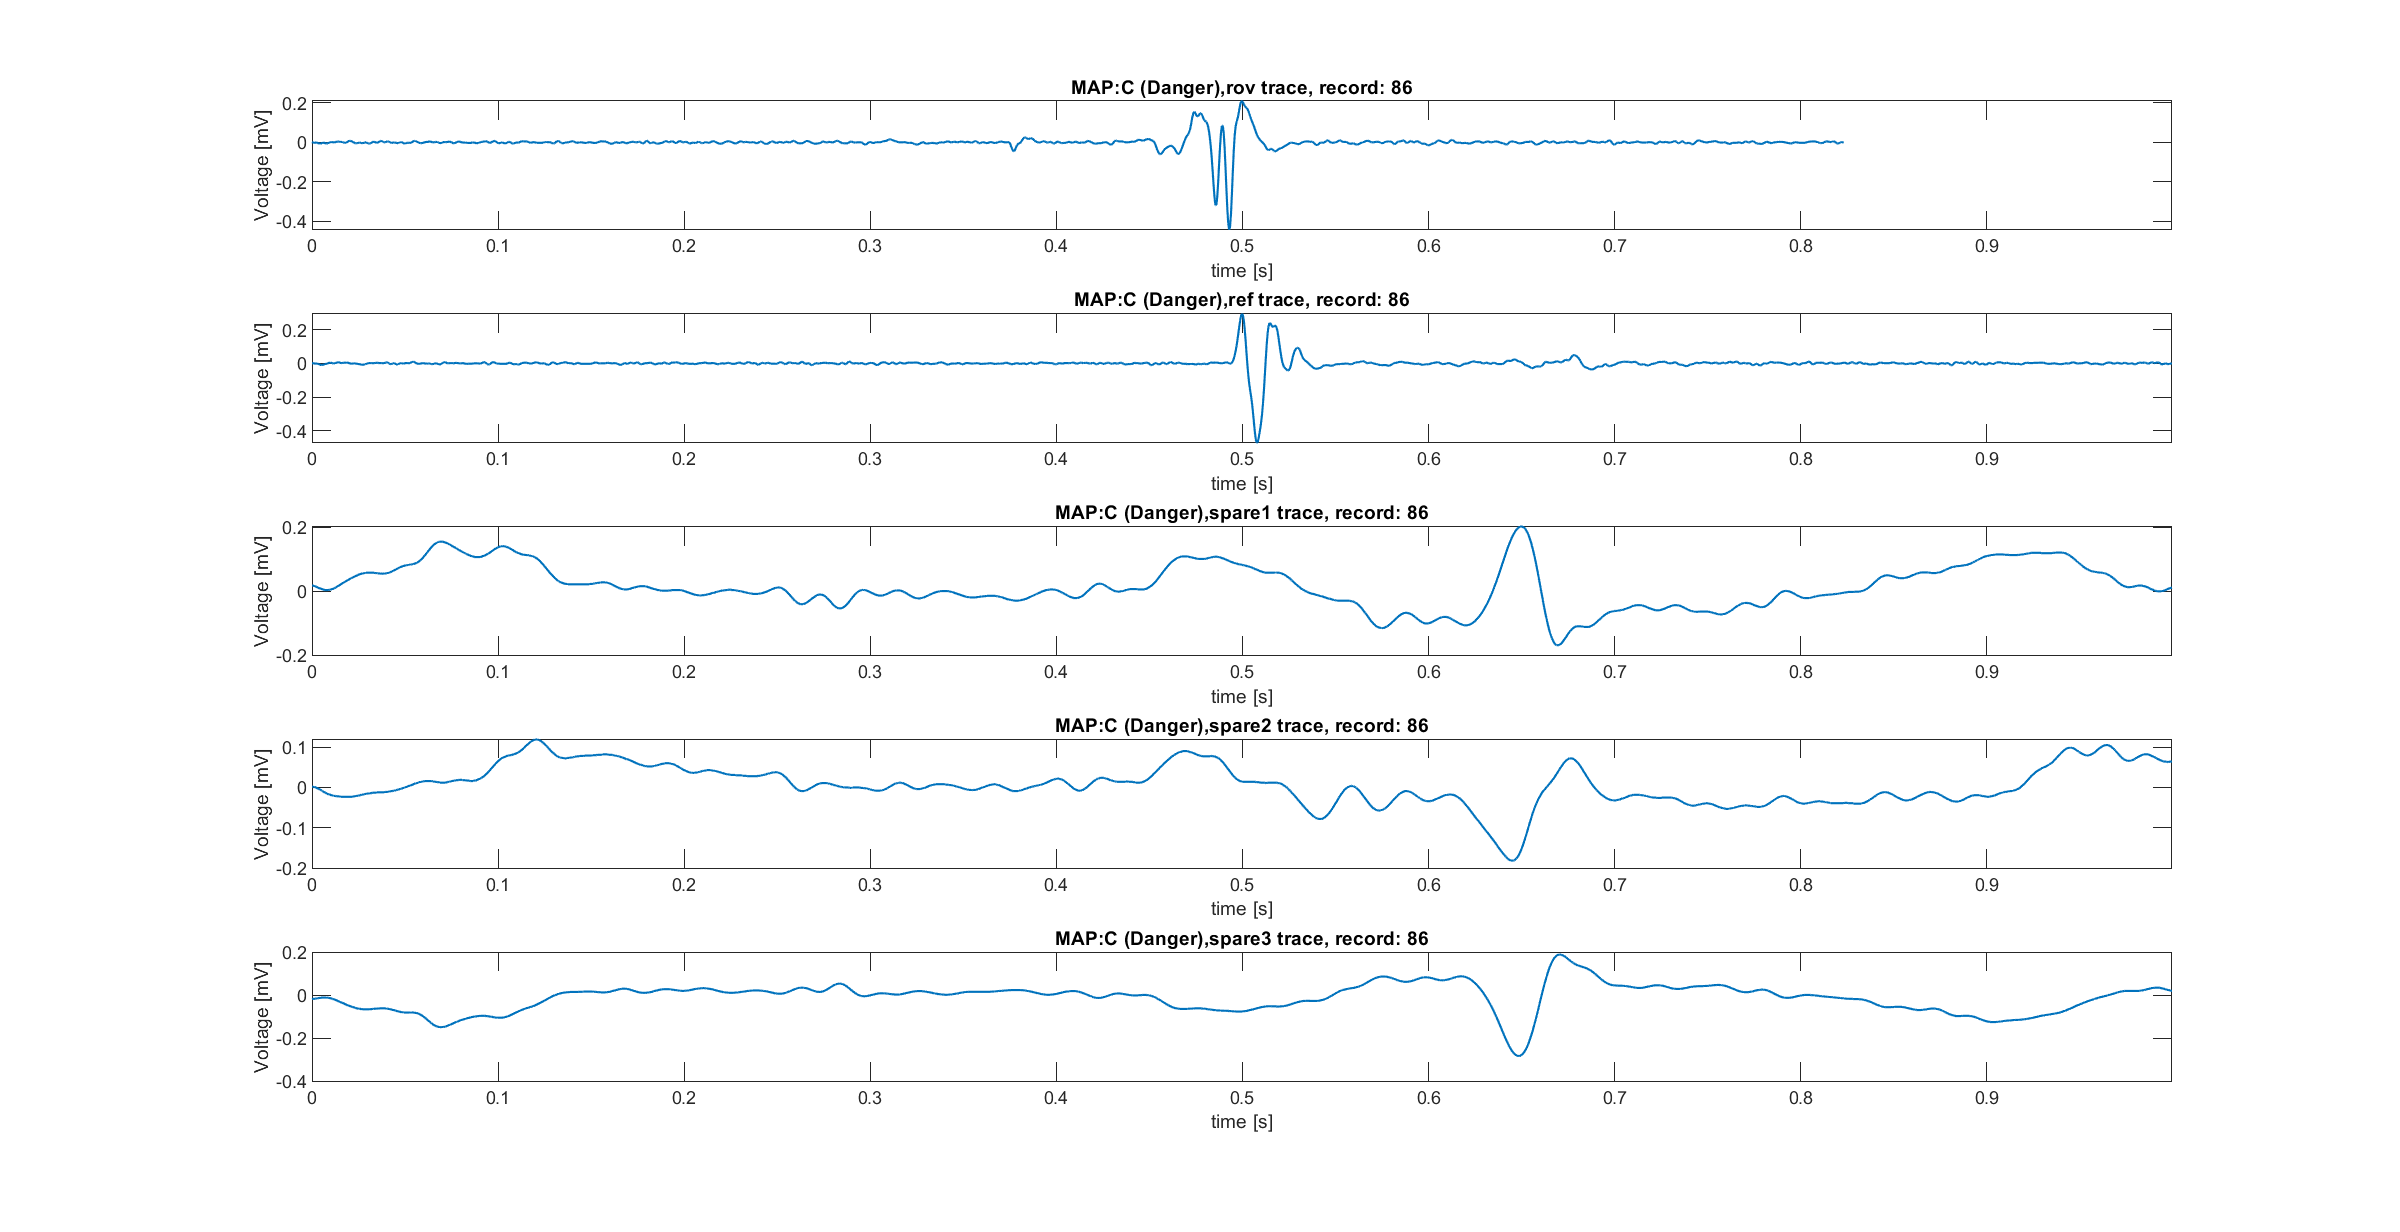 MAP:C (Danger),rov trace, record: 86
Voltage [mV]
0.2
0
-0.2
-0.4
0 0.1 0.2 0.3 0.4 0.5 0.6 0.7 0.8 0.9
time [s]
MAP:C (Danger),ref trace, record: 86
Voltage [mV]
0.2
0
-0.2
-0.4
0 0.1 0.2 0.3 0.4 0.5 0.6 0.7 0.8 0.9
time [s]
MAP:C (Danger),spare1 trace, record: 86
Voltage [mV]
0.2
0
-0.2
0 0.1 0.2 0.3 0.4 0.5 0.6 0.7 0.8 0.9
time [s]
MAP:C (Danger),spare2 trace, record: 86
Voltage [mV]
0.1
0
-0.1
-0.2
0 0.1 0.2 0.3 0.4 0.5 0.6 0.7 0.8 0.9
time [s]
MAP:C (Danger),spare3 trace, record: 86
Voltage [mV]
0.2
0
-0.2
-0.4
0 0.1 0.2 0.3 0.4 0.5 0.6 0.7 0.8 0.9
time [s]